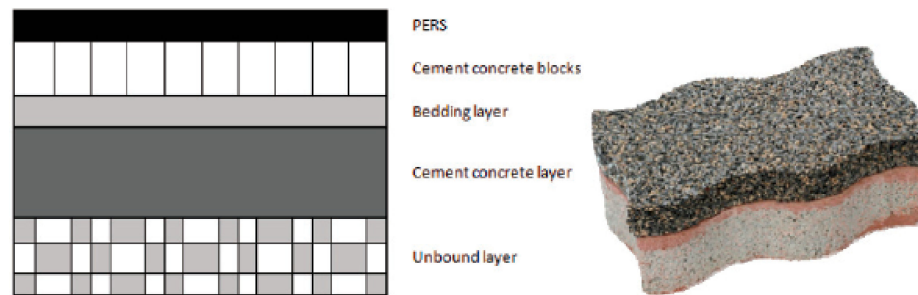 PERS
Cement concrete blocks
Bedding layer
Cement concrete layer
Unbound layer